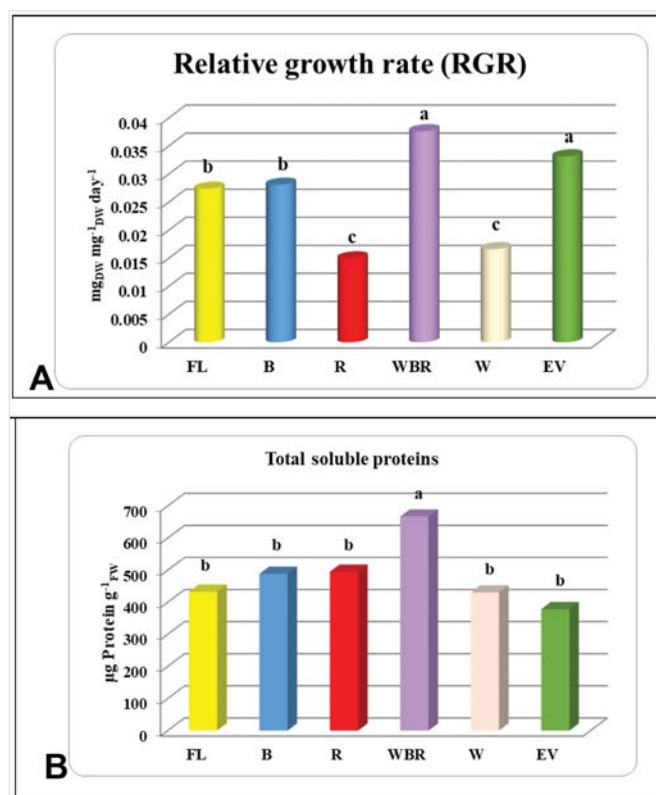 Relative growth rate (RGR)
mgDW mg-1DW day-1
0.04
0.035
0.03
0.025
0.02
0.015
0.01
0.005
0
b b c a c a
FL B R WBR W EV
A
Total soluble proteins
µg Protein g-1FW
700
600
500
400
300
200
100
0
b b b a b b
FL B R WBR W EV
B